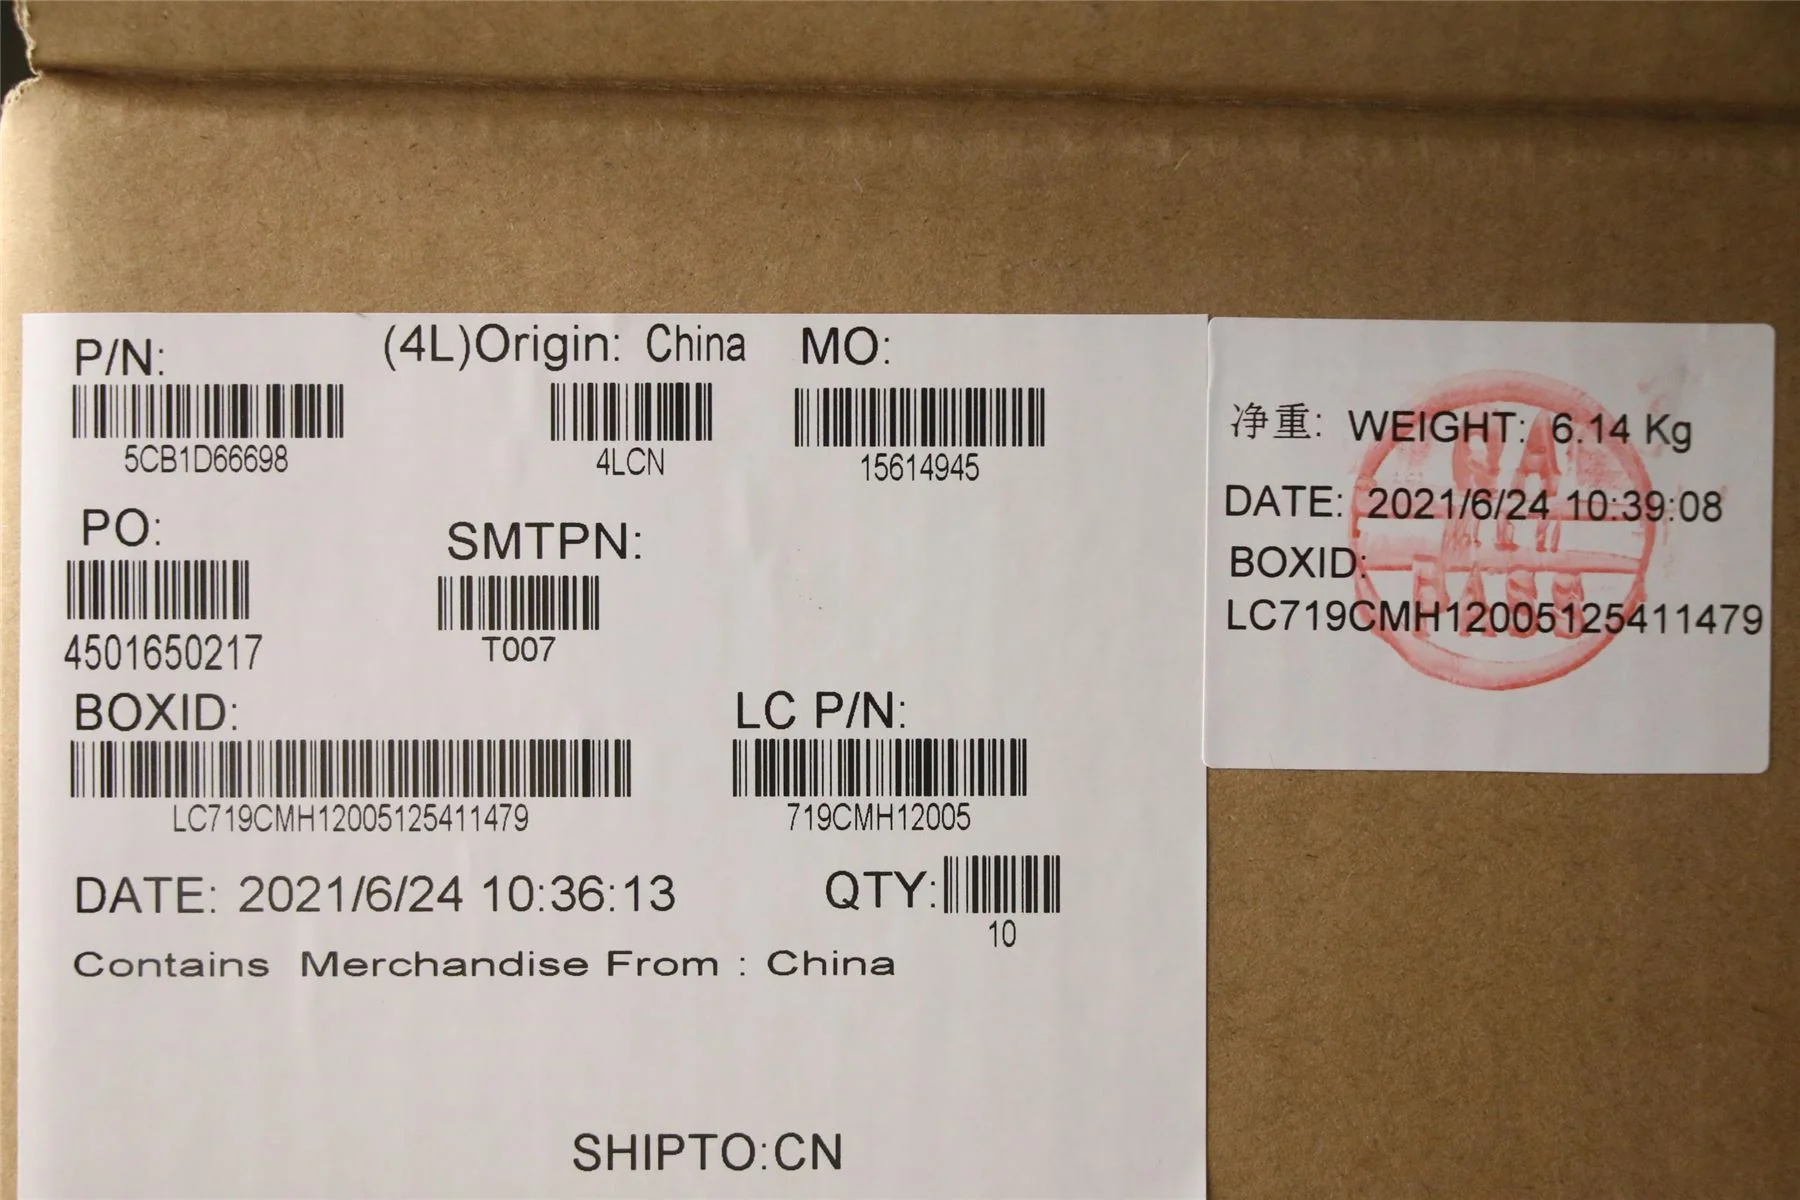 P/N: (4L)Origin: China MO:
5CB1D66698 4LCN 15614945
PO: SMTPN:
4501650217 T007
BOXID: LC P/N:
LC719CMH12005125411479 719CMH12005
DATE: 2021/6/24 10:36:13 QTY:
10
Contains Merchandise From : China
SHIPTO:CN
净重: WEIGHT: 6.14 Kg
DATE: 2021/6/24 10:39:08
BOXID:
LC719CMH12005125411479
QA
PASS